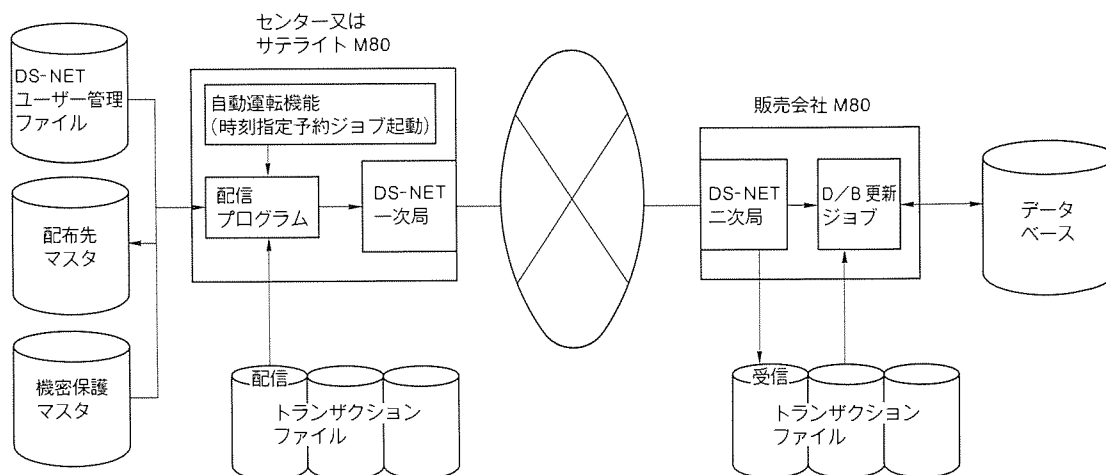 DS-NET
ユーザー管理
ファイル
配布先
マスタ
機密保護
マスタ
センター又は
サテライト M80
自動運転機能
(時刻指定予約ジョブ起動)
配信
プログラム
DS-NET
一次局
配信
トランザクション
ファイル
販売会社 M80
DS-NET
二次局
D/B 更新
ジョブ
データ
ベース
受信
トランザクション
ファイル